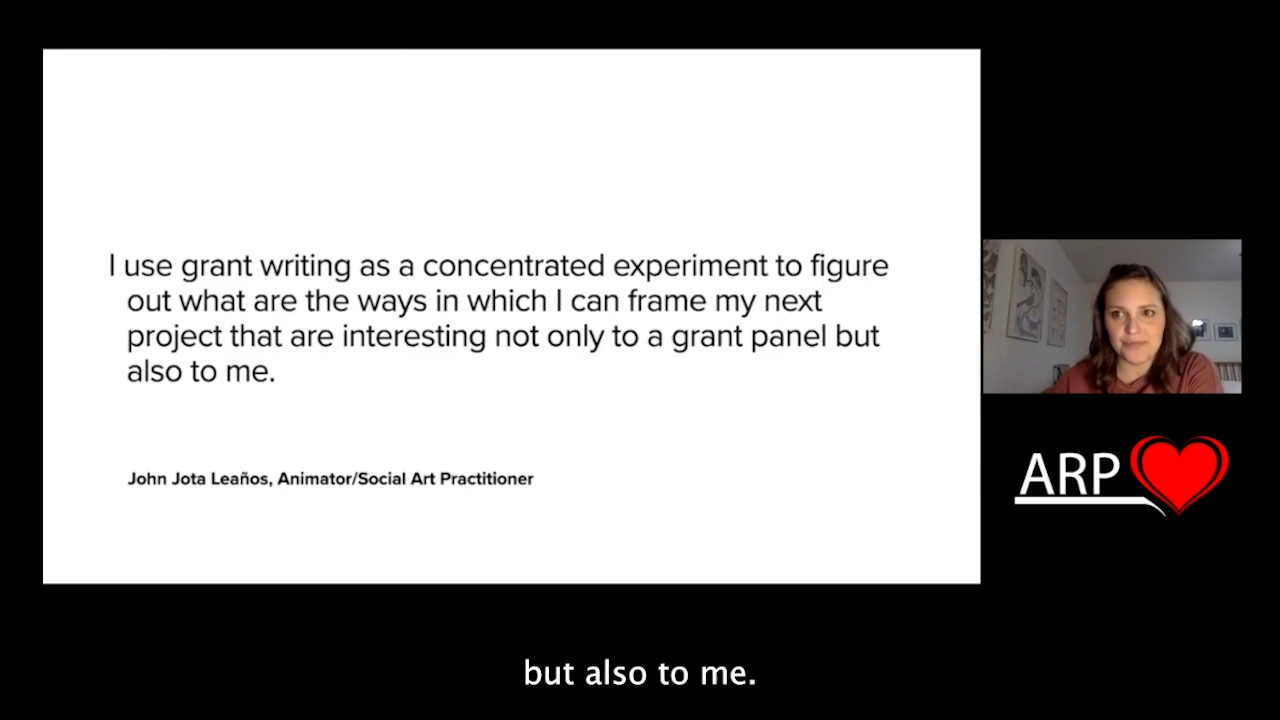 I use grant writing as a concentrated experiment to figure
out what are the ways in which I can frame my next
project that are interesting not only to a grant panel but
also to me.
John Jota Leaños, Animator/Social Art Practitioner
ARP
but also to me.